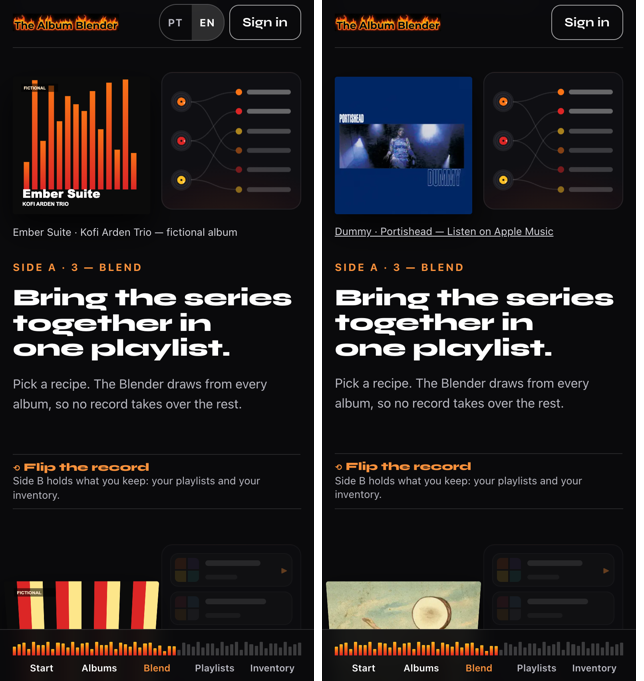 The Album Blender
PT EN
Sign in
FICTIONAL
Ember Suite
KOFI ARDEN TRIO
Ember Suite · Kofi Arden Trio — fictional album
SIDE A · 3 — BLEND
Bring the series
together in
one playlist.
Pick a recipe. The Blender draws from every
album, so no record takes over the rest.
⟲ Flip the record
Side B holds what you keep: your playlists and your
inventory.
FICTIONAL
Start Albums Blend Playlists Inventory
The Album Blender
Sign in
PORTISHEAD
DUMMY
Dummy · Portishead — Listen on Apple Music
SIDE A · 3 — BLEND
Bring the series
together in
one playlist.
Pick a recipe. The Blender draws from every
album, so no record takes over the rest.
⟲ Flip the record
Side B holds what you keep: your playlists and your
inventory.
Start Albums Blend Playlists Inventory